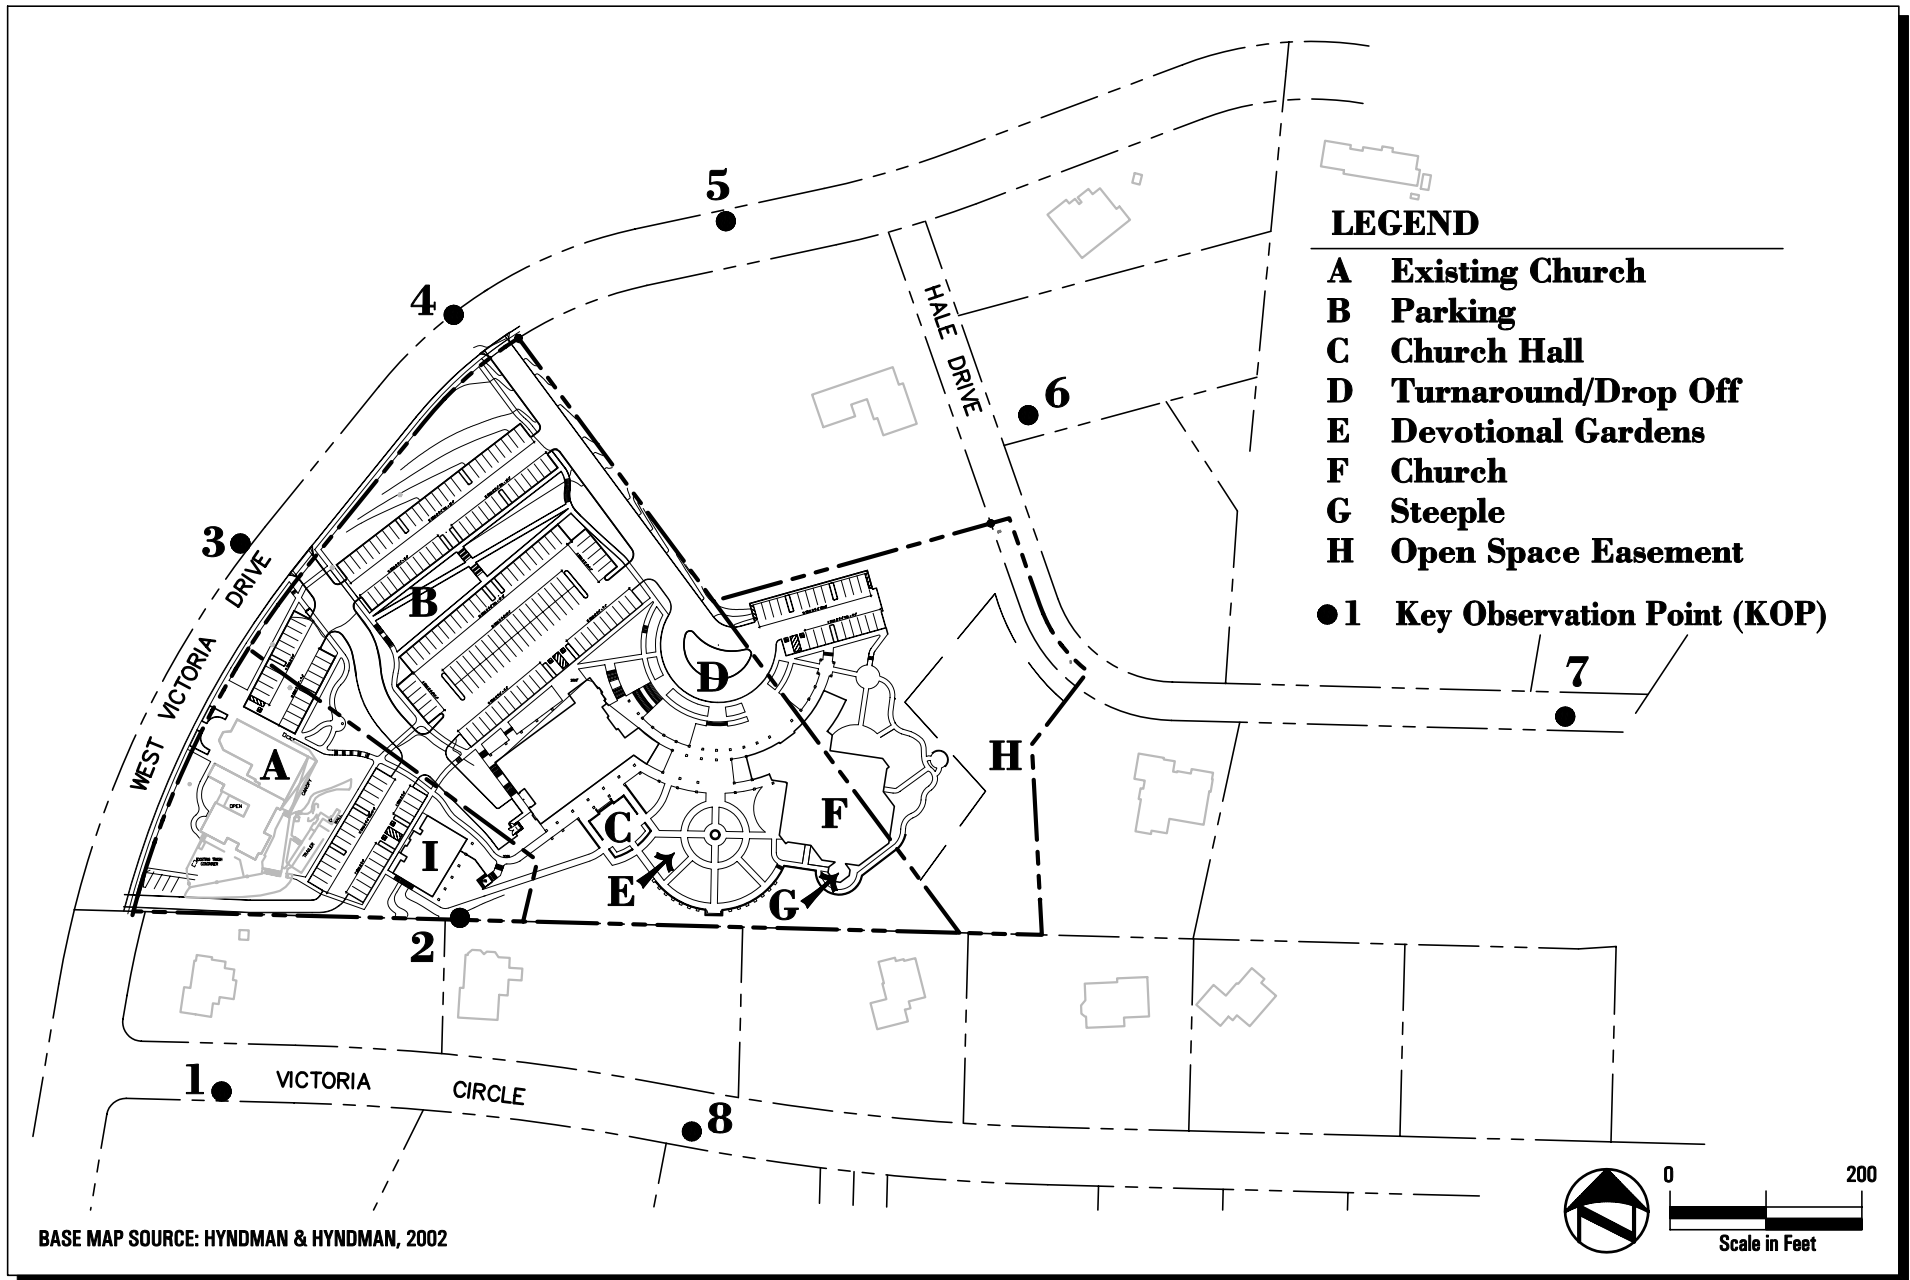 5
LEGEND
A Existing Church
B Parking
C Church Hall
D Turnaround/Drop Off
E Devotional Gardens
F Church
G Steeple
H Open Space Easement
●1 Key Observation Point (KOP)
4
HALE DRIVE
6
3
WEST VICTORIA DRIVE
B
D
7
A
H
OPEN
C
F
I
E
G
2
1
VICTORIA CIRCLE
8
0 200
Scale in Feet
BASE MAP SOURCE: HYNDMAN & HYNDMAN, 2002